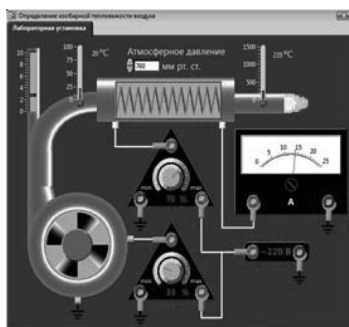 Определение изобарной теплоемкости воздуха
Лабораторная установка
Атмосферное давление
760 мм рт. ст.
20°C
235°C
100
75
50
25
0
1500
1000
500
0
10
8
6
4
2
0
min max
70 %
0 5 10 15 20 25
A
~220 В
min max